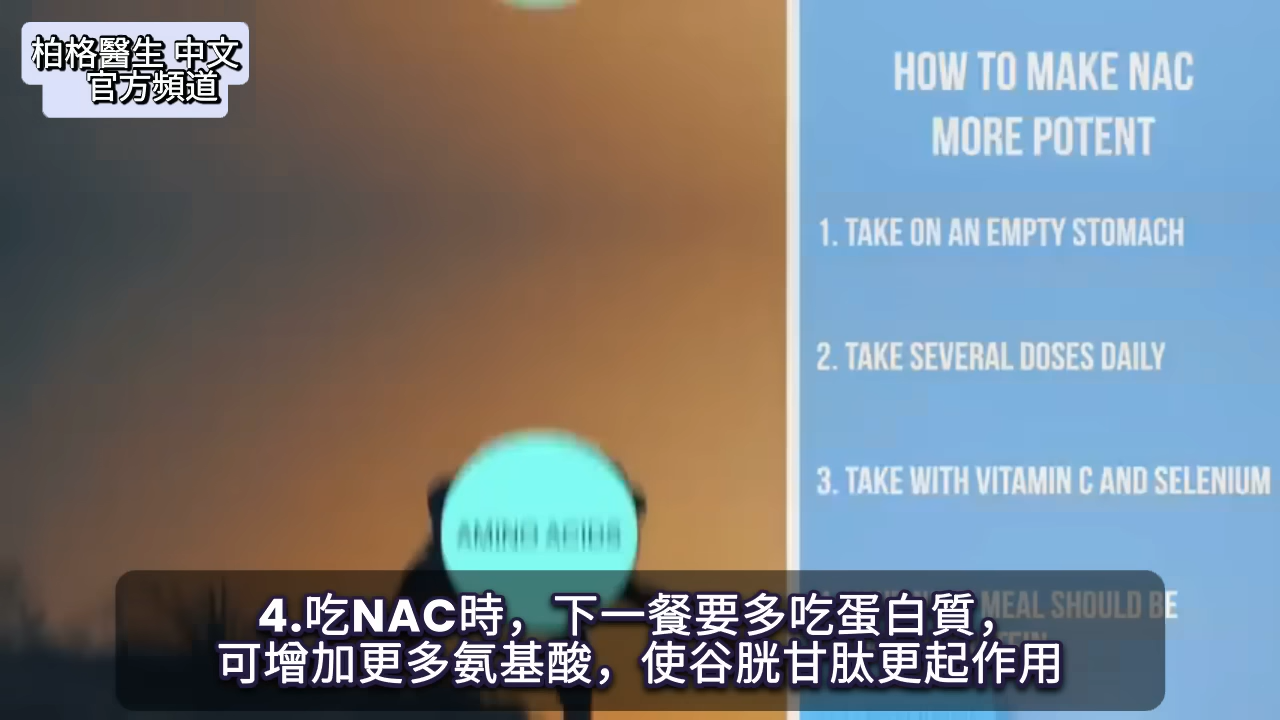 柏格醫生 中文
官方頻道
HOW TO MAKE NAC
MORE POTENT
1. TAKE ON AN EMPTY STOMACH
2. TAKE SEVERAL DOSES DAILY
3. TAKE WITH VITAMIN C AND SELENIUM
MEAL SHOULD BE
AMINO ACIDS
4.吃NAC時，下一餐要多吃蛋白質，
可增加更多氨基酸，使谷胱甘肽更起作用